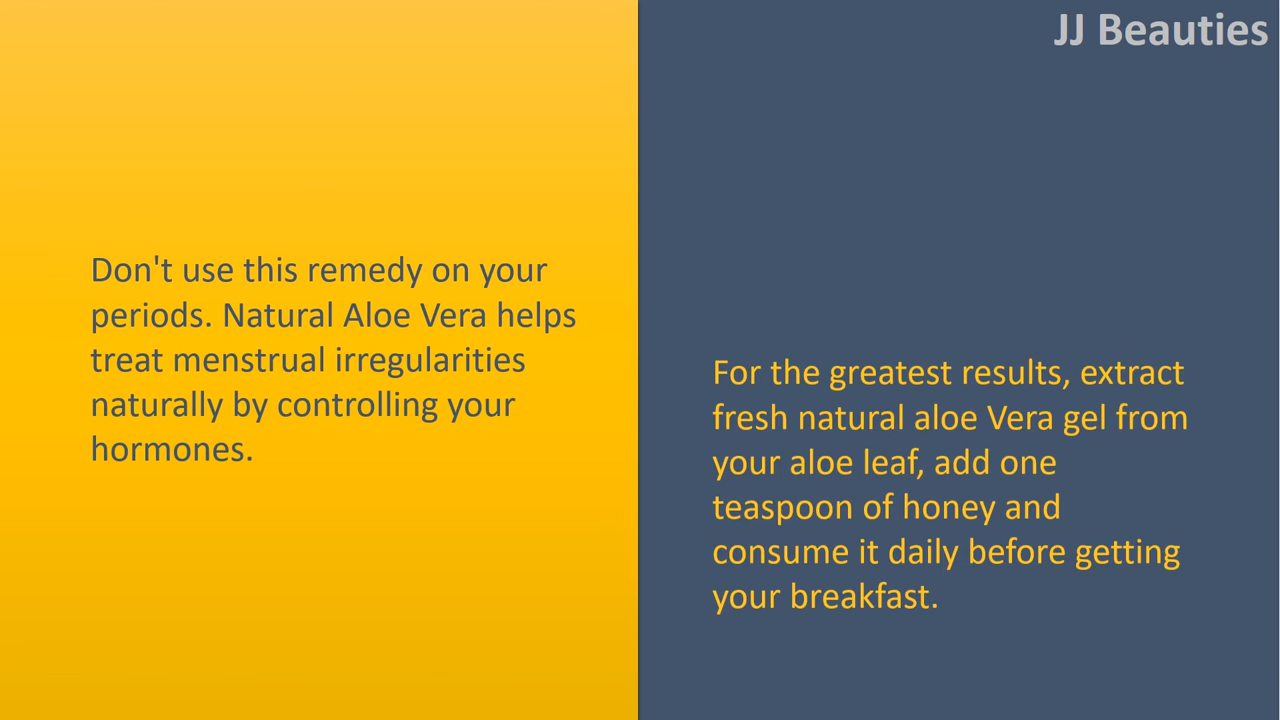 JJ Beauties
Don't use this remedy on your
periods. Natural Aloe Vera helps
treat menstrual irregularities
naturally by controlling your
hormones.
For the greatest results, extract
fresh natural aloe Vera gel from
your aloe leaf, add one
teaspoon of honey and
consume it daily before getting
your breakfast.